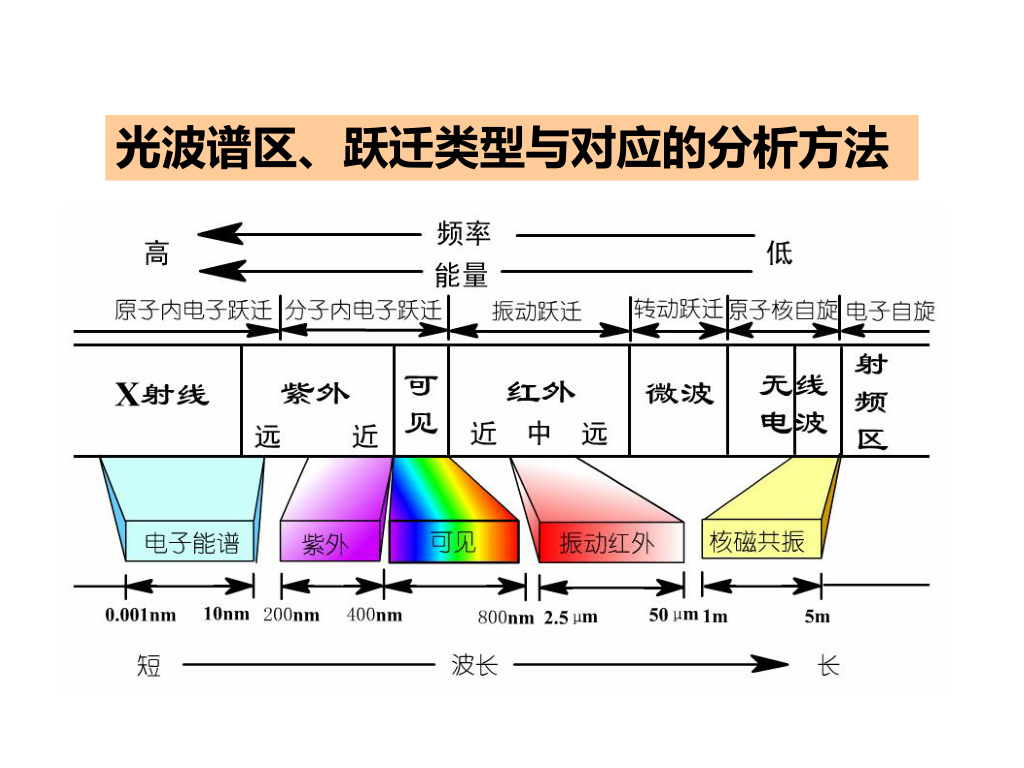 光波谱区、跃迁类型与对应的分析方法
高 频率 低
能量
原子内电子跃迁 分子内电子跃迁 振动跃迁 转动跃迁 原子核自旋 电子自旋
X射线 紫外 可见 红外 微波 无线电波 射频区
远 近 近 中 远
电子能谱 紫外 可见 振动红外 核磁共振
0.001nm 10nm 200nm 400nm 800nm 2.5μm 50μm 1m 5m
短 波长 长